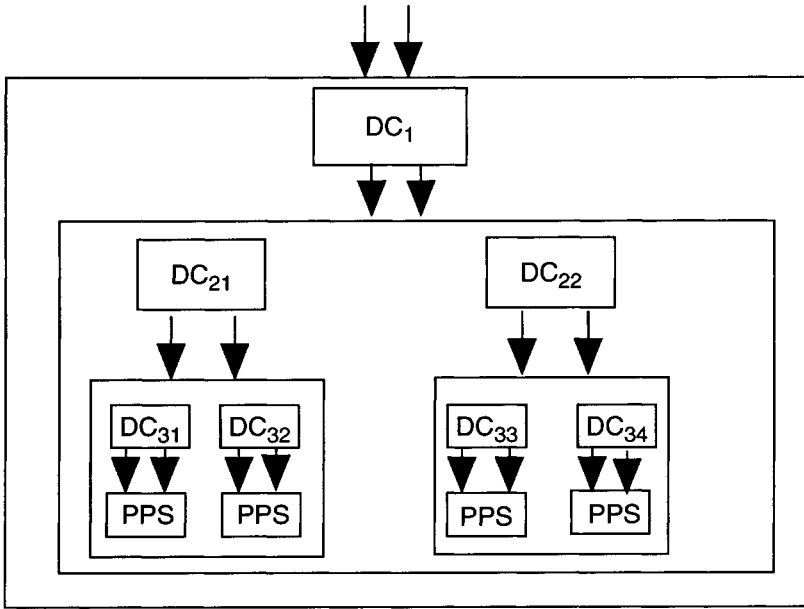 DC₁
DC₂₁ DC₂₂
DC₃₁ DC₃₂ DC₃₃ DC₃₄
PPS PPS PPS PPS